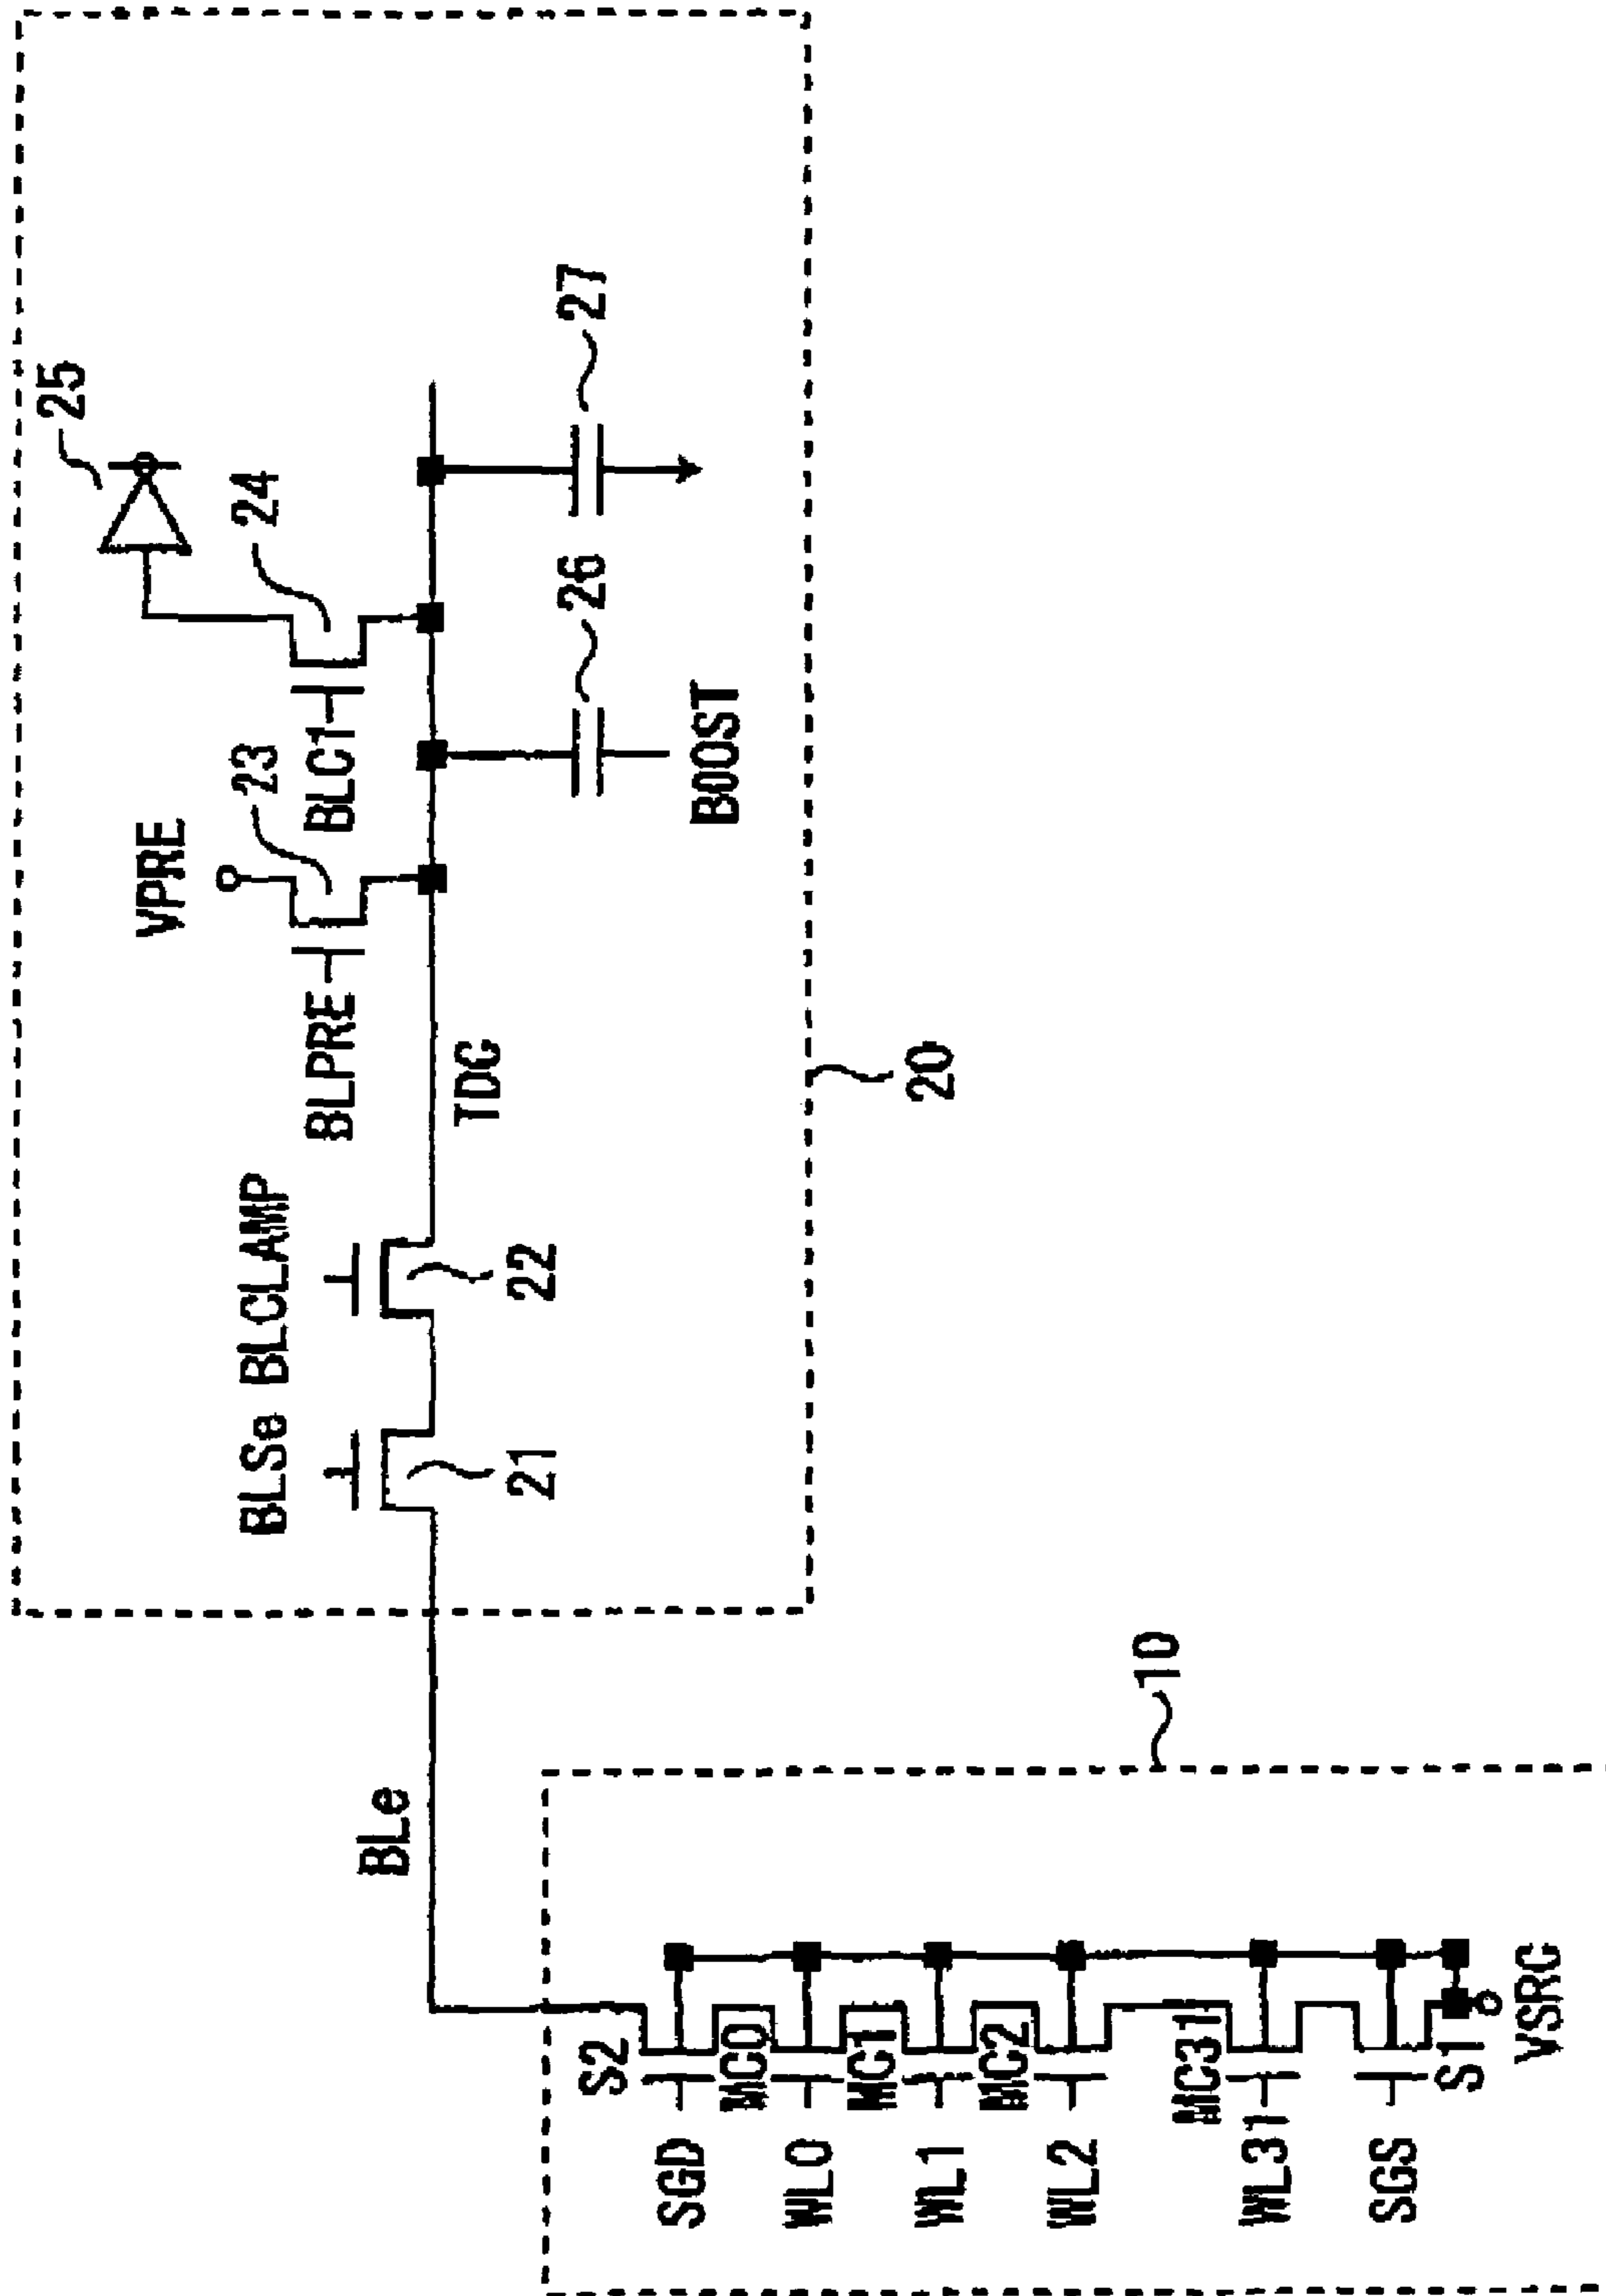 25
VPRE
BLSe BLCLAMP 23 24
BLPRE BLC1
BLe
TDC
21 22
26 27
S2
SGD
BOOST
MC0
WL0
MC1
20
WL1
MC2
WL2
10
MC31
WL31
SGS
S1
VSRC